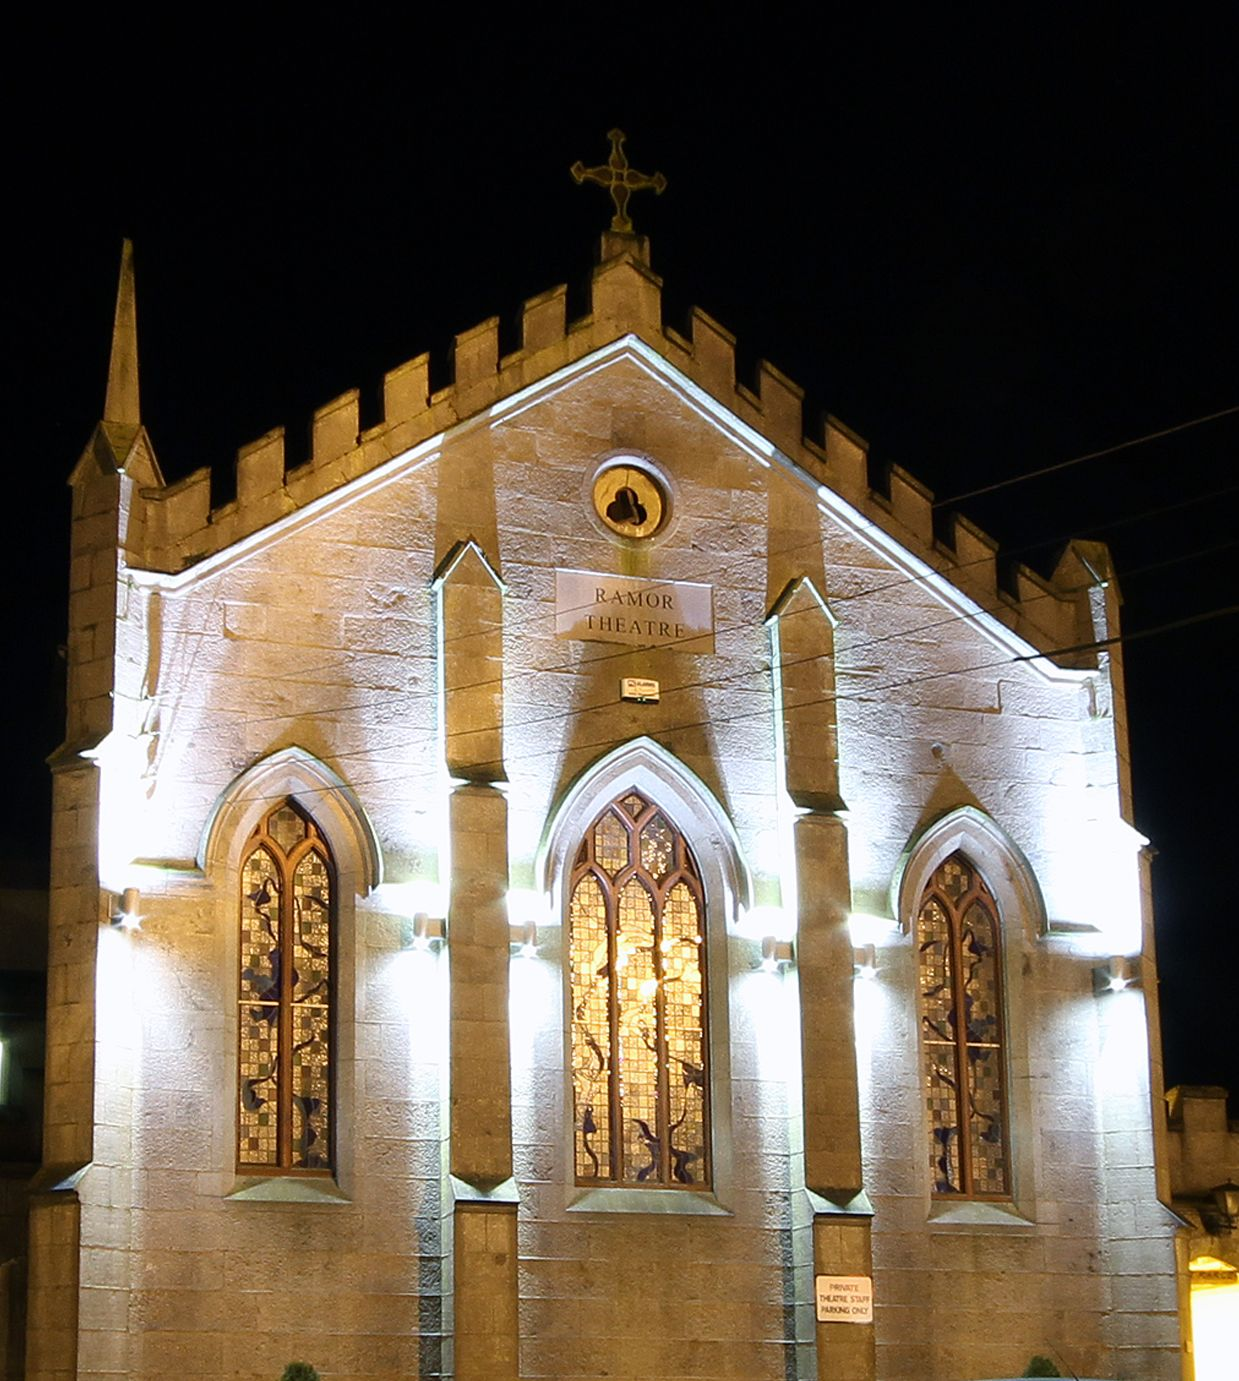 RAMOR
THEATRE
PRIVATE
THEATRE STAFF
PARKING ONLY